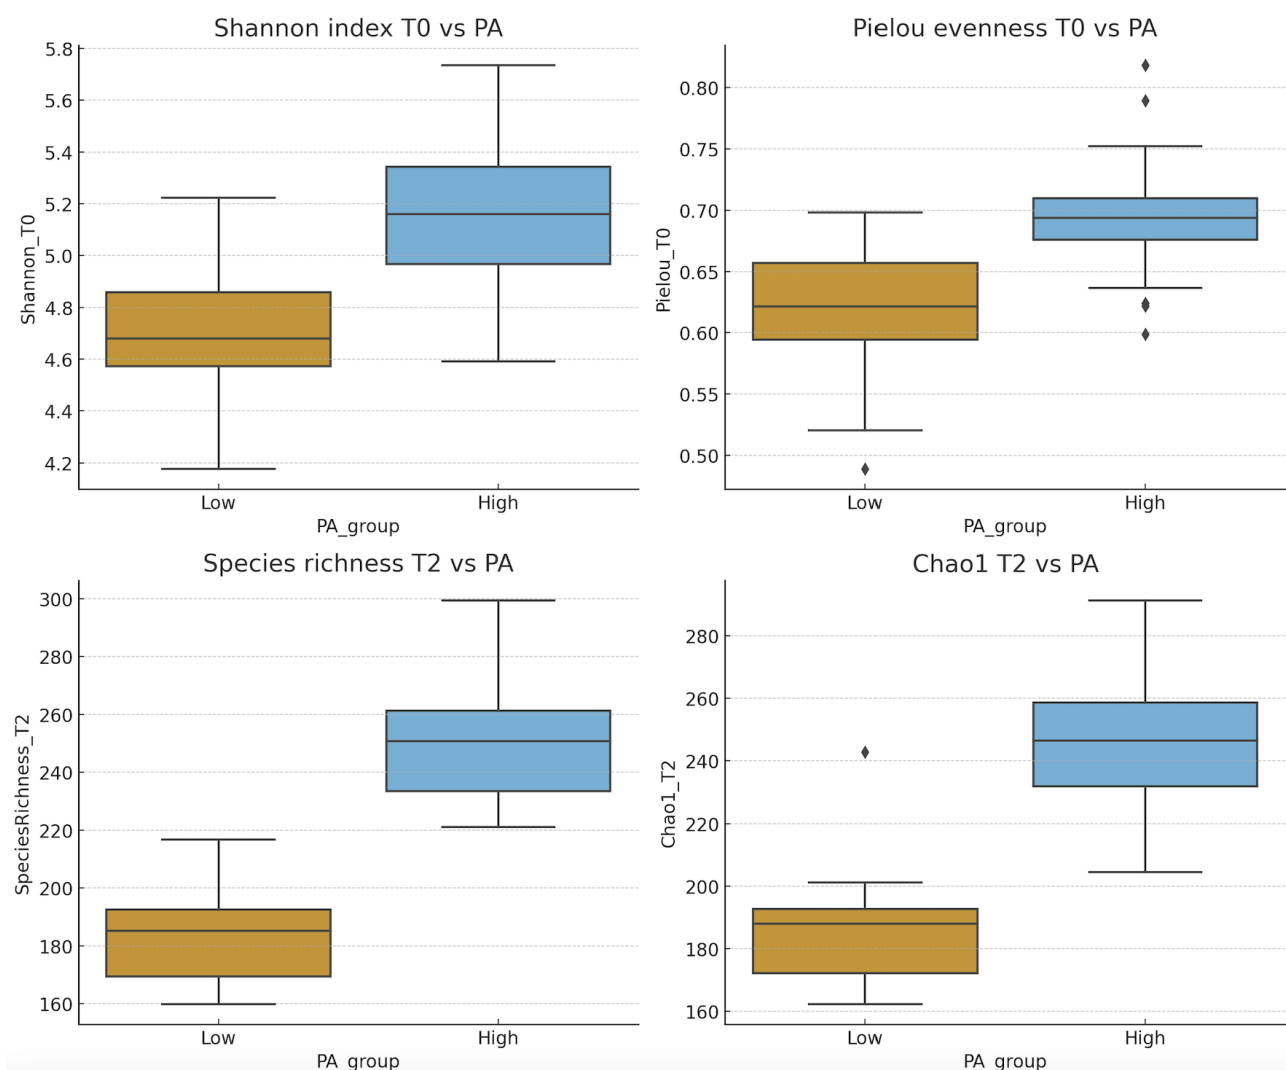 Shannon index T0 vs PA
5.8
5.6
5.4
5.2
5.0
4.8
4.6
4.4
4.2
Shannon_T0
Low
High
PA_group
Pielou evenness T0 vs PA
0.80
0.75
0.70
0.65
0.60
0.55
0.50
Pielou_T0
Low
High
PA_group
Species richness T2 vs PA
300
280
260
240
220
200
180
160
SpeciesRichness_T2
Low
High
PA_group
Chao1 T2 vs PA
280
260
240
220
200
180
160
Chao1_T2
Low
High
PA_group